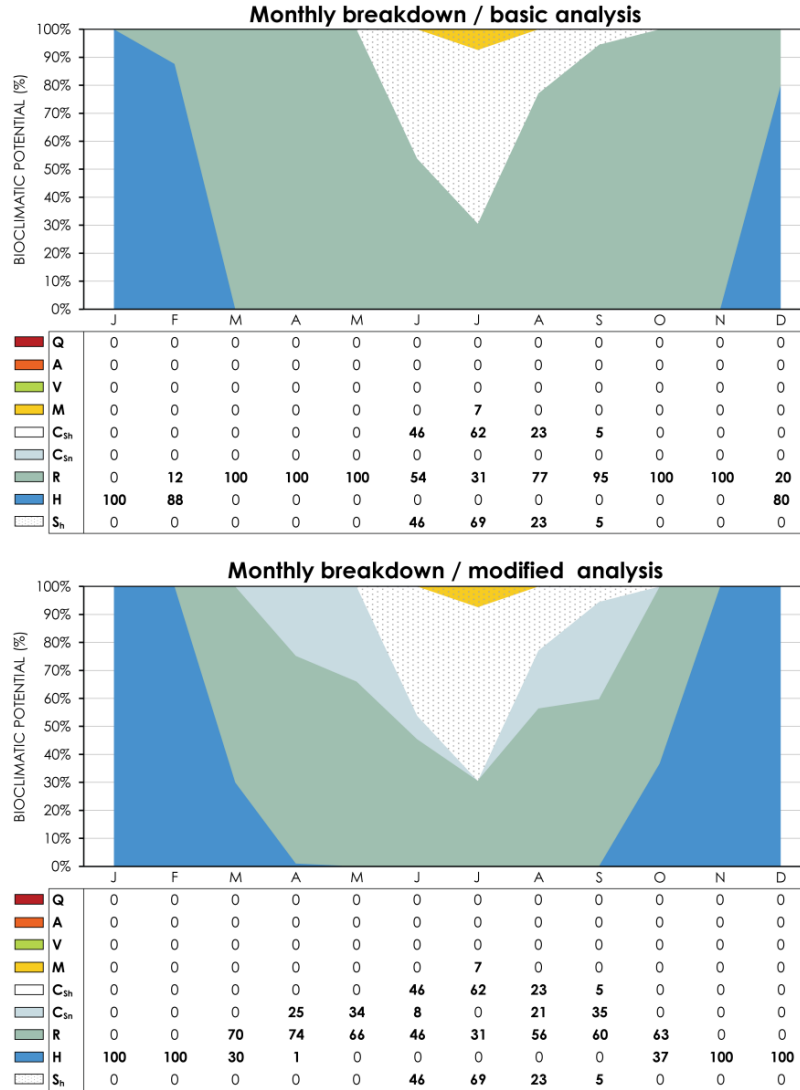 Monthly breakdown / basic analysis
BIOCLIMATIC POTENTIAL (%)
100%
90%
80%
70%
60%
50%
40%
30%
20%
10%
0%
J F M A M J J A S O N D
Q 0 0 0 0 0 0 0 0 0 0 0 0
A 0 0 0 0 0 0 0 0 0 0 0 0
V 0 0 0 0 0 0 0 0 0 0 0 0
M 0 0 0 0 0 0 7 0 0 0 0 0
CSh 0 0 0 0 0 46 62 23 5 0 0 0
CSn 0 0 0 0 0 0 0 0 0 0 0 0
R 0 12 100 100 100 54 31 77 95 100 100 20
H 100 88 0 0 0 0 0 0 0 0 0 80
Sh 0 0 0 0 0 46 69 23 5 0 0 0
Monthly breakdown / modified analysis
BIOCLIMATIC POTENTIAL (%)
100%
90%
80%
70%
60%
50%
40%
30%
20%
10%
0%
J F M A M J J A S O N D
Q 0 0 0 0 0 0 0 0 0 0 0 0
A 0 0 0 0 0 0 0 0 0 0 0 0
V 0 0 0 0 0 0 0 0 0 0 0 0
M 0 0 0 0 0 0 7 0 0 0 0 0
CSh 0 0 0 0 0 46 62 23 5 0 0 0
CSn 0 0 0 25 34 8 0 21 35 0 0 0
R 0 0 70 74 66 46 31 56 60 63 0 0
H 100 100 30 1 0 0 0 0 0 37 100 100
Sh 0 0 0 0 0 46 69 23 5 0 0 0